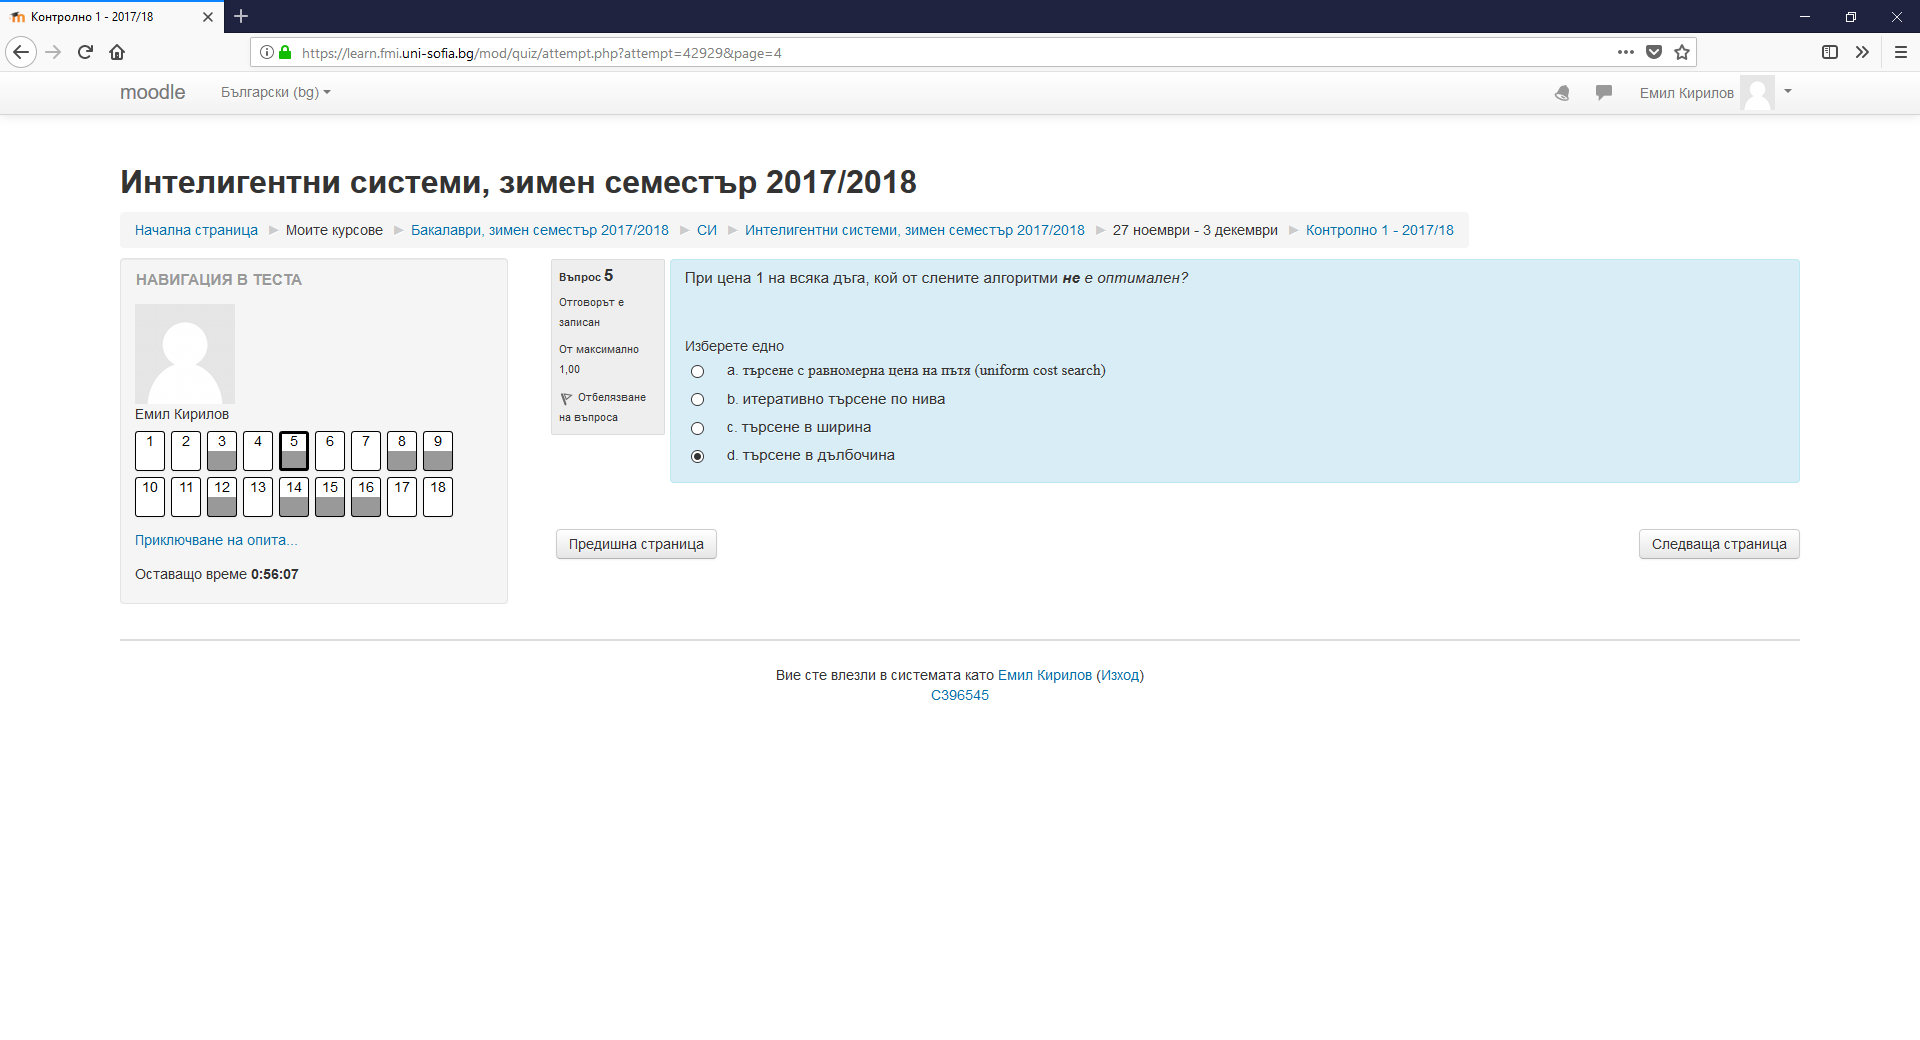 Контролно 1 - 2017/18
https://learn.fmi.uni-sofia.bg/mod/quiz/attempt.php?attempt=42929&page=4
moodle
Български (bg)
Емил Кирилов
Интелигентни системи, зимен семестър 2017/2018
Начална страница Моите курсове Бакалаври, зимен семестър 2017/2018 СИ Интелигентни системи, зимен семестър 2017/2018 27 ноември - 3 декември Контролно 1 - 2017/18
НАВИГАЦИЯ В ТЕСТА
Емил Кирилов
1 2 3 4 5 6 7 8 9
10 11 12 13 14 15 16 17 18
Приключване на опита...
Оставащо време 0:56:07
Въпрос 5
Отговорът е
записан
От максимално
1,00
Отбелязване
на въпроса
При цена 1 на всяка дъга, кой от слените алгоритми не е оптимален?
Изберете едно
a. търсене с равномерна цена на пътя (uniform cost search)
b. итеративно търсене по нива
c. търсене в ширина
d. търсене в дълбочина
Предишна страница
Следваща страница
Вие сте влезли в системата като Емил Кирилов (Изход)
С396545